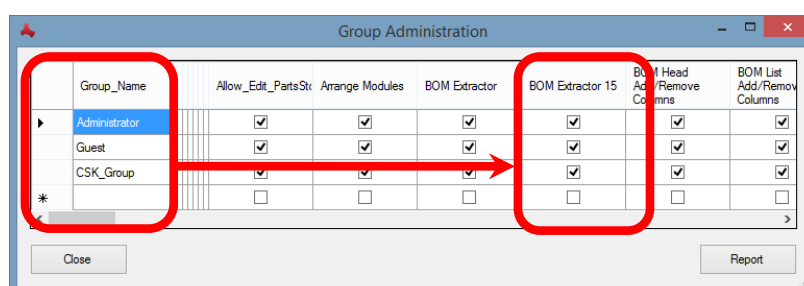 Group Administration
Group_Name Allow_Edit_PartsSto Arrange Modules BOM Extractor BOM Extractor 15 BOM Head Add/Remove Columns BOM List Add/Remov Columns
Administrator
Guest
CSK_Group
Close Report